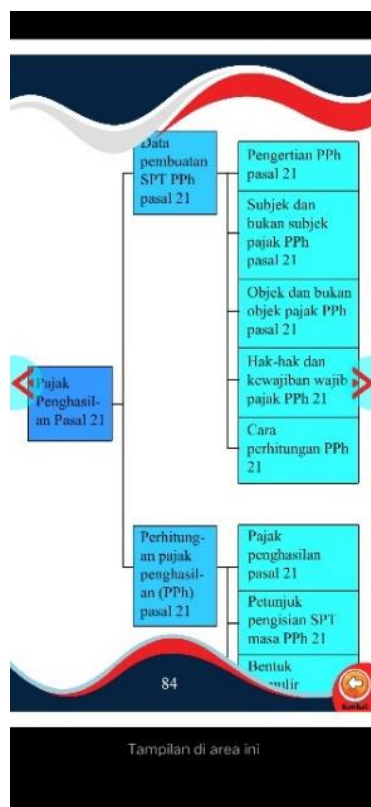 Data
pembuatan
SPT PPh
pasal 21
Pengertian PPh
pasal 21
Subjek dan
bukan subjek
pajak PPh
pasal 21
Objek dan bukan
objek pajak PPh
pasal 21
Hak-hak dan
kewajiban wajib
pajak PPh 21
Cara
perhitungan PPh
21
Pajak
Penghasil-
an Pasal 21
Perhitung-
an pajak
penghasil-
an (PPh)
pasal 21
Pajak
penghasilan
pasal 21
Petunjuk
pengisian SPT
masa PPh 21
Bentuk
84
Tampilan di area ini